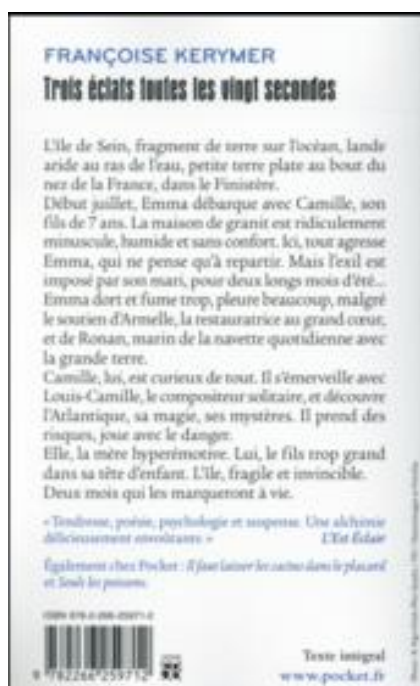 FRANÇOISE KERYMER
Trois éclats toutes les vingt secondes
L'île de Sein, fragment de terre sur l'océan, lande
aride au ras de l'eau, petite terre plate au bout du
nez de la France, dans le Finistère.
Début juillet, Emma débarque avec Camille, son
fils de 7 ans. La maison de granit est ridiculement
minuscule, humide et sans confort. Ici, tout agresse
Emma, qui ne pense qu'à repartir. Mais l'exil est
imposé par son mari, pour deux longs mois d'été...
Emma dort et fume trop, pleure beaucoup, malgré
le soutien d'Armelle, la restauratrice au grand cœur,
et de Ronan, marin de la navette quotidienne avec
la grande terre.
Camille, lui, est curieux de tout. Il s'émerveille avec
Louis-Camille, le compositeur solitaire, et découvre
l'Atlantique, sa magie, ses mystères. Il prend des
risques, joue avec le danger.
Elle, la mère hyperémotive. Lui, le fils trop grand
dans sa tête d'enfant. L'île, fragile et invincible.
Deux mois qui les marqueront à vie.
« Tendresse, poésie, psychologie et suspense. Une alchimie
délicieusement envoûtante. » L'Est Éclair
Également chez Pocket : Il faut laisser les cactus dans le placard
et Seuls les poissons.
ISBN 978-2-266-25971-2
9 782266 259712
Texte intégral
www.pocket.fr